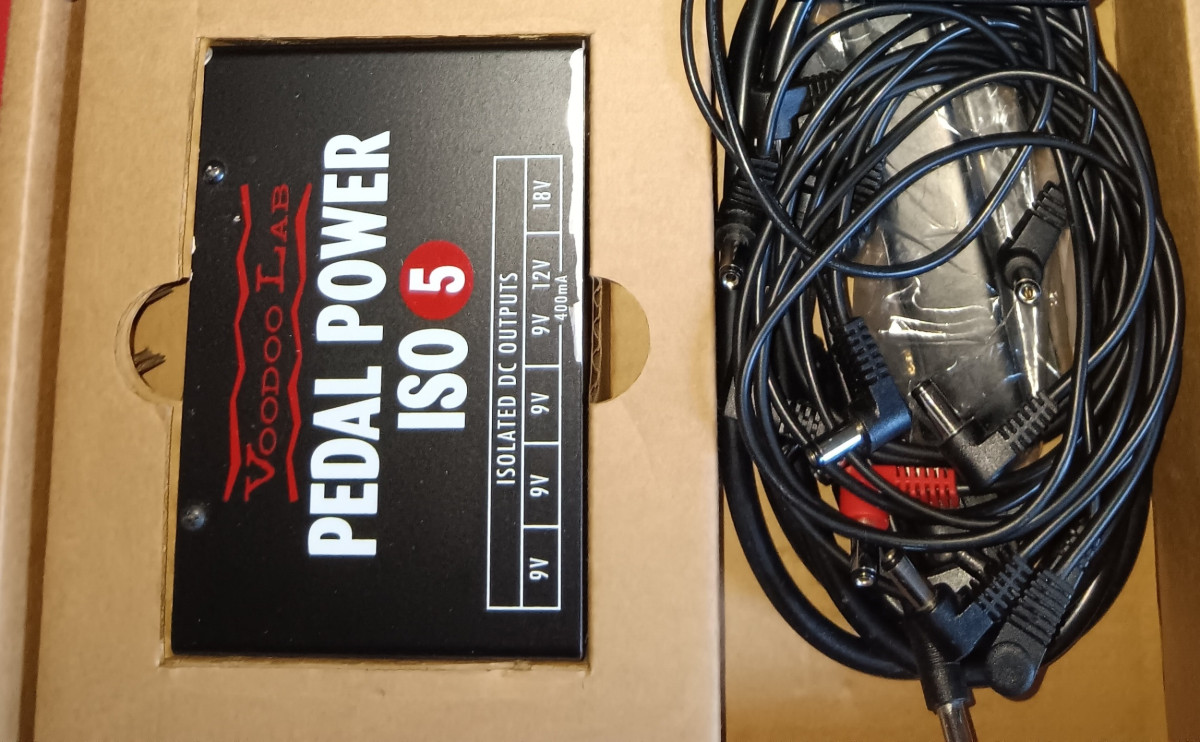 VOODOO LAB
PEDAL POWER
ISO 5
ISOLATED DC OUTPUTS
9V 9V 9V 9V 12V 18V
400mA